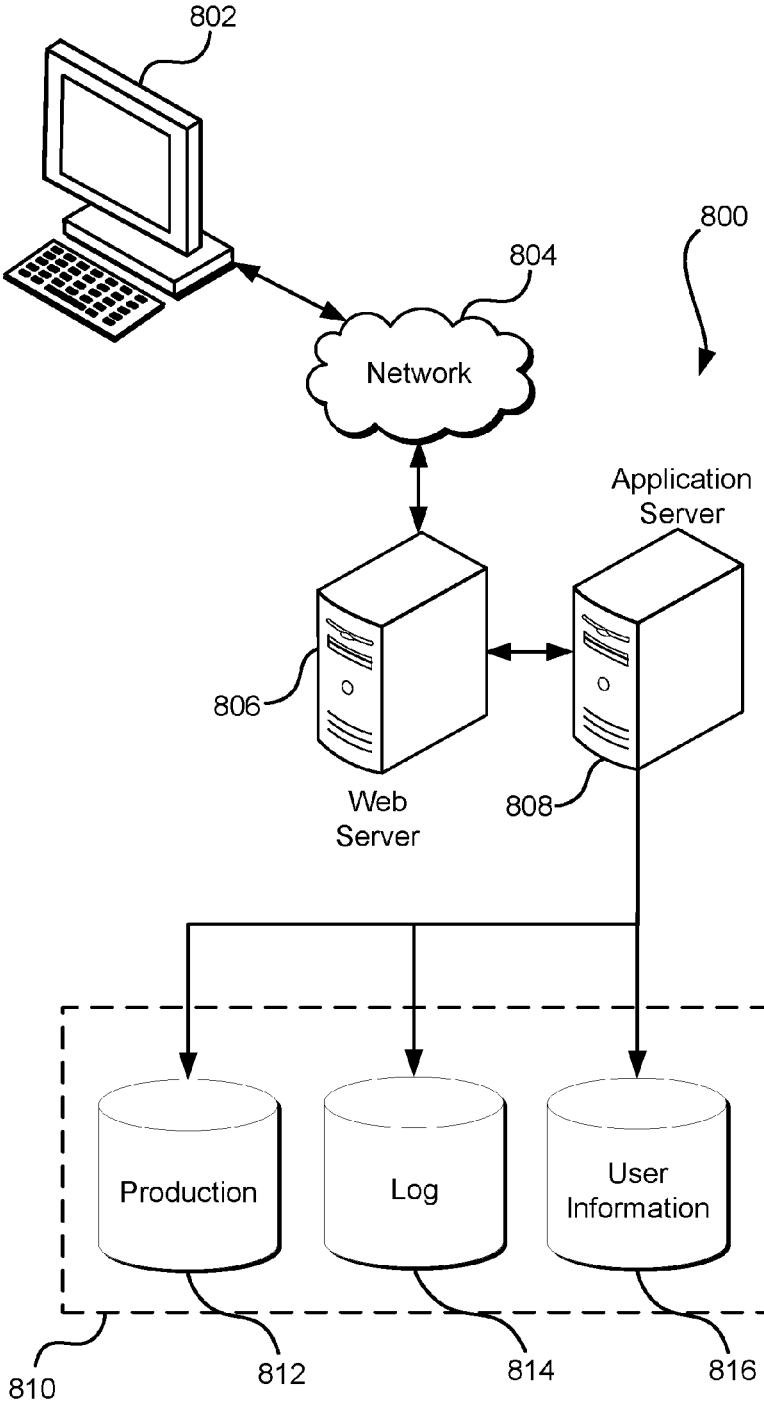 802
800
804
Network
Application
Server
806
808
Web
Server
Production
Log
User
Information
810
812
814
816